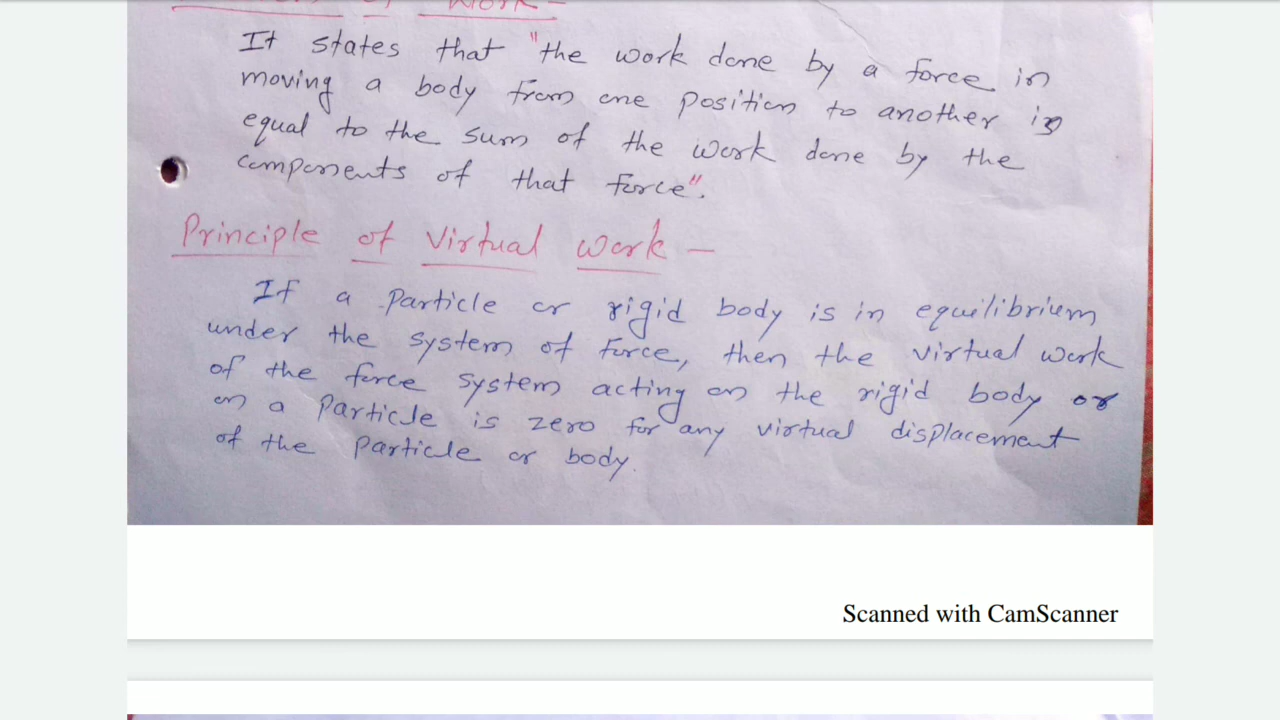 of Work -
It states that "the work done by a force in
moving a body from one position to another is
equal to the sum of the work done by the
components of that force".
Principle of Virtual Work -
If a particle or rigid body is in equilibrium
under the system of force, then the virtual work
of the force system acting on the rigid body or
on a particle is zero for any virtual displacement
of the particle or body.
Scanned with CamScanner